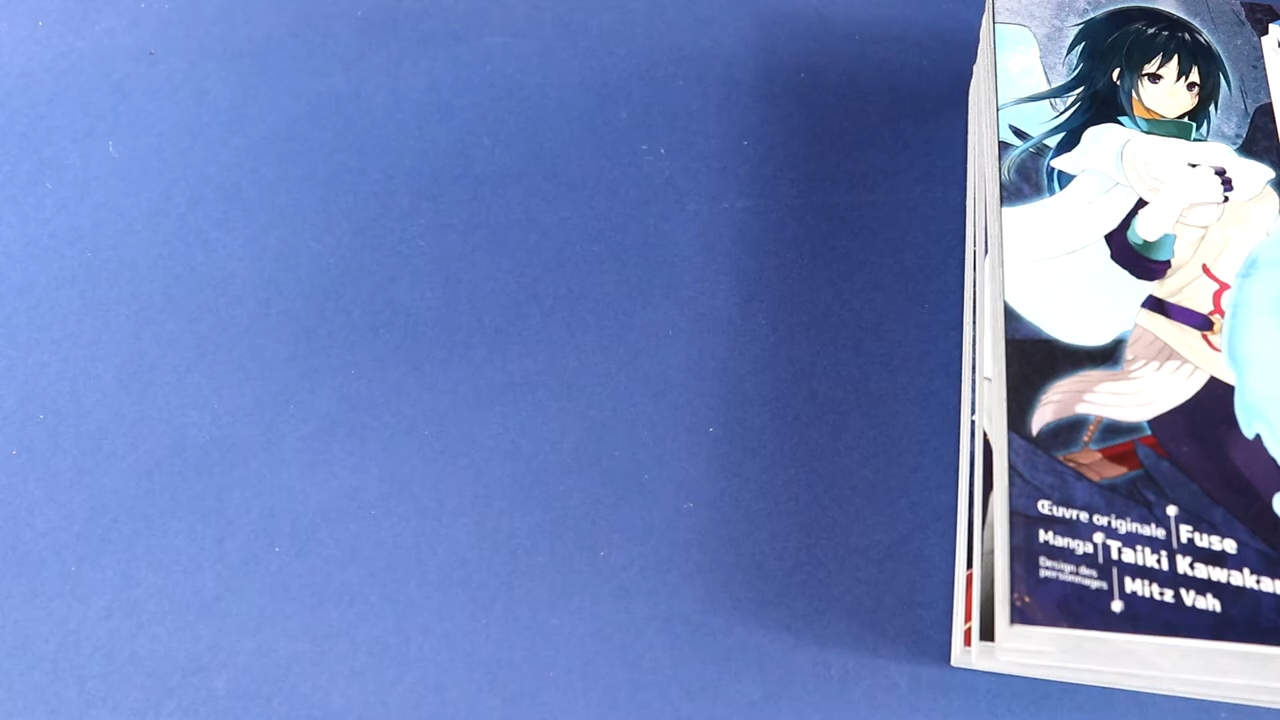 Œuvre originale Fuse
Manga Taiki Kawaka
Design des
personnages Mitz Vah